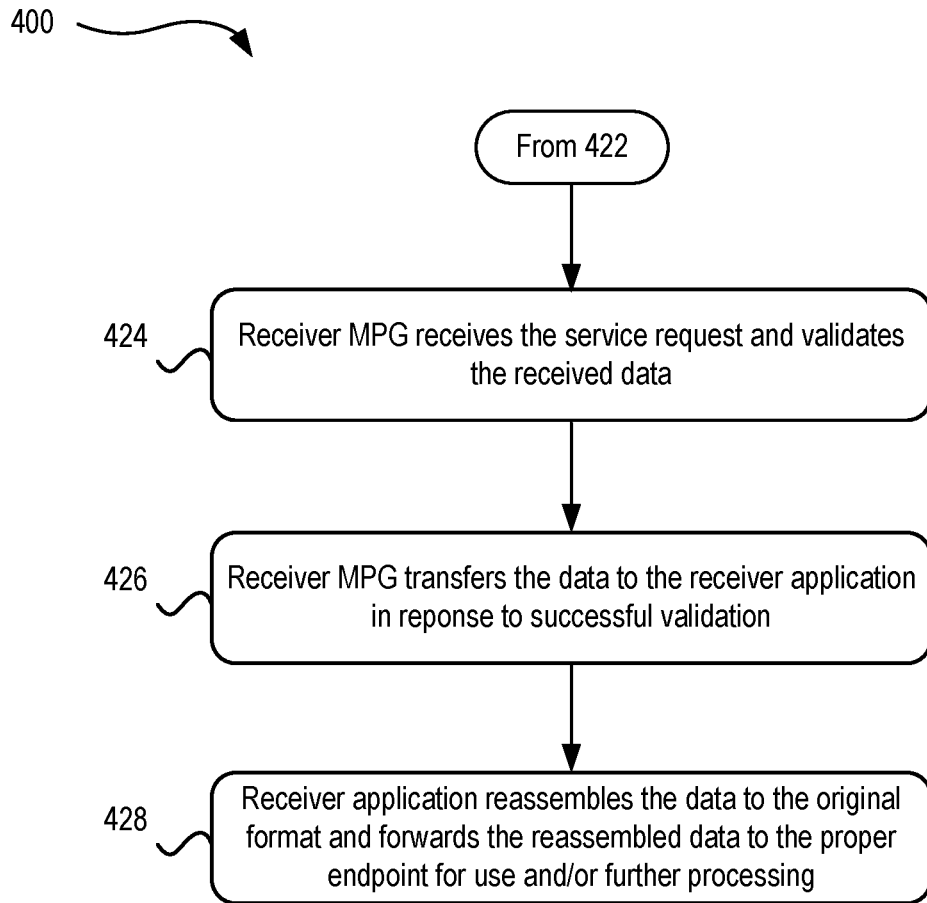 400
From 422
424
Receiver MPG receives the service request and validates
the received data
426
Receiver MPG transfers the data to the receiver application
in reponse to successful validation
428
Receiver application reassembles the data to the original
format and forwards the reassembled data to the proper
endpoint for use and/or further processing